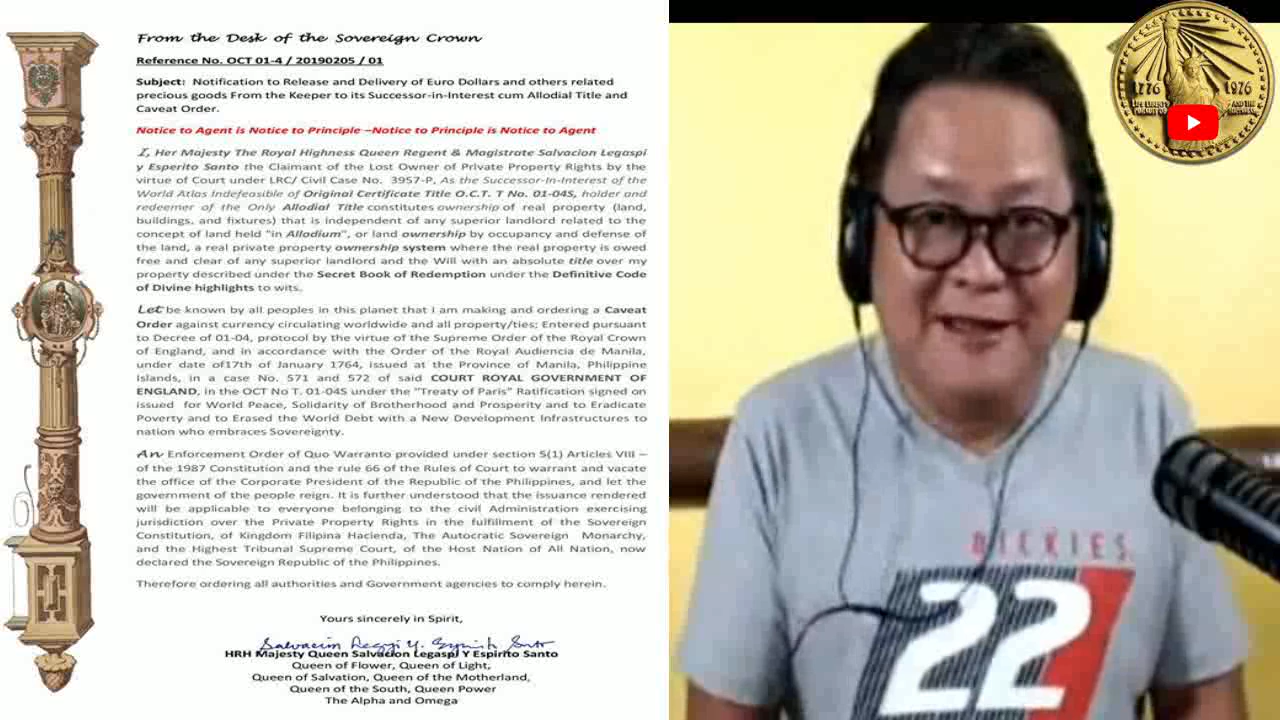 From the Desk of the Sovereign Crown
Reference No. OCT 01-4 / 20190205 / 01
Subject: Notification to Release and Delivery of Euro Dollars and others related
precious goods From the Keeper to its Successor-in-Interest cum Allodial Title and
Caveat Order.
Notice to Agent is Notice to Principle –Notice to Principle is Notice to Agent
I, Her Majesty The Royal Highness Queen Regent & Magistrate Salvacion Legaspi
y Esperito Santo the Claimant of the Lost Owner of Private Property Rights by the
virtue of Court under LRC/ Civil Case No. 3957-P, As the Successor-In-Interest of the
World Atlas Indefeasible of Original Certificate Title O.C.T. T No. 01-04S, holder and
redeemer of the Only Allodial Title constitutes ownership of real property (land,
buildings, and fixtures) that is independent of any superior landlord related to the
concept of land held "in Allodium", or land ownership by occupancy and defense of
the land, a real private property ownership system where the real property is owed
free and clear of any superior landlord and the Will with an absolute title over my
property described under the Secret Book of Redemption under the Definitive Code
of Divine highlights to wits.
Let be known by all peoples in this planet that I am making and ordering a Caveat
Order against currency circulating worldwide and all property/ties; Entered pursuant
to Decree of 01-04, protocol by the virtue of the Supreme Order of the Royal Crown
of England, and in accordance with the Order of the Royal Audiencia de Manila,
under date of17th of January 1764, issued at the Province of Manila, Philippine
Islands, in a case No. 571 and 572 of said COURT ROYAL GOVERNMENT OF
ENGLAND, in the OCT No T. 01-04S under the "Treaty of Paris" Ratification signed on
issued for World Peace, Solidarity of Brotherhood and Prosperity and to Eradicate
Poverty and to Erased the World Debt with a New Development Infrastructures to
nation who embraces Sovereignty.
An Enforcement Order of Quo Warranto provided under section 5(1) Articles VIII –
of the 1987 Constitution and the rule 66 of the Rules of Court to warrant and vacate
the office of the Corporate President of the Republic of the Philippines, and let the
government of the people reign. It is further understood that the issuance rendered
will be applicable to everyone belonging to the civil Administration exercising
jurisdiction over the Private Property Rights in the fulfillment of the Sovereign
Constitution, of Kingdom Filipina Hacienda, The Autocratic Sovereign Monarchy,
and the Highest Tribunal Supreme Court, of the Host Nation of All Nation, now
declared the Sovereign Republic of the Philippines.
Therefore ordering all authorities and Government agencies to comply herein.
Yours sincerely in Spirit,
HRH Majesty Queen Salvacion Legaspi Y Espirito Santo
Queen of Flower, Queen of Light,
Queen of Salvation, Queen of the Motherland,
Queen of the South, Queen Power
The Alpha and Omega
1776 1976
DICKIES
22